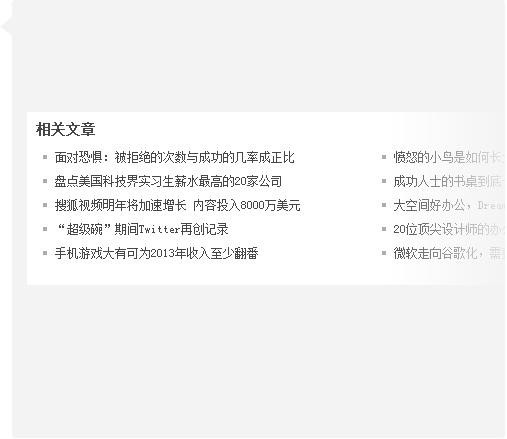 相关文章
面对恐惧：被拒绝的次数与成功的几率成正比
盘点美国科技界实习生薪水最高的20家公司
搜狐视频明年将加速增长 内容投入8000万美元
“超级碗”期间Twitter再创记录
手机游戏大有可为2013年收入至少翻番
愤怒的小鸟是如何长
成功人士的书桌到底
大空间好办公，Drea
20位顶尖设计师的办
微软走向谷歌化，需